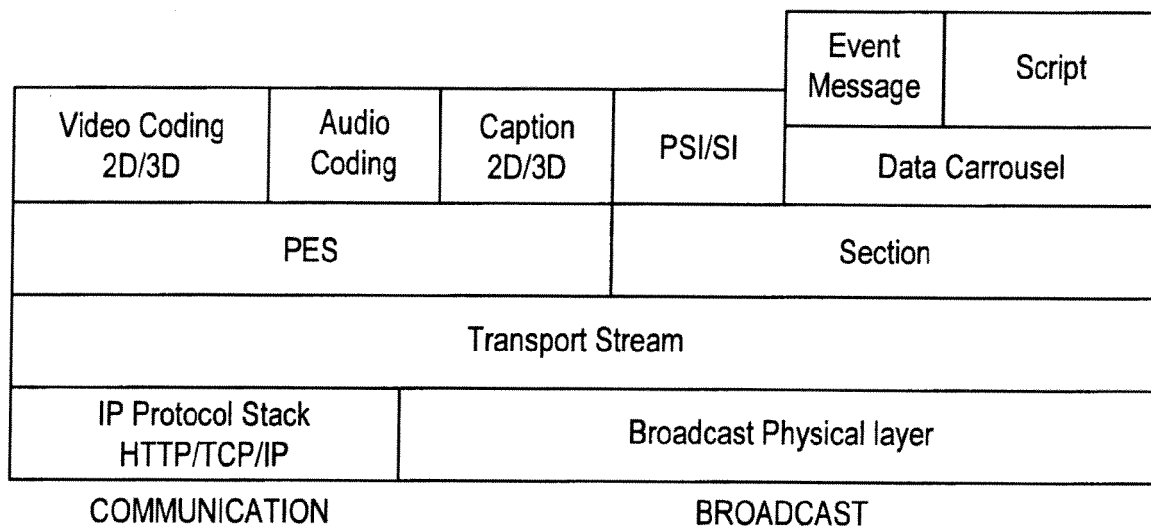 Event
Message
Script
Video Coding
2D/3D
Audio
Coding
Caption
2D/3D
PSI/SI
Data Carrousel
PES
Section
Transport Stream
IP Protocol Stack
HTTP/TCP/IP
Broadcast Physical layer
COMMUNICATION
BROADCAST